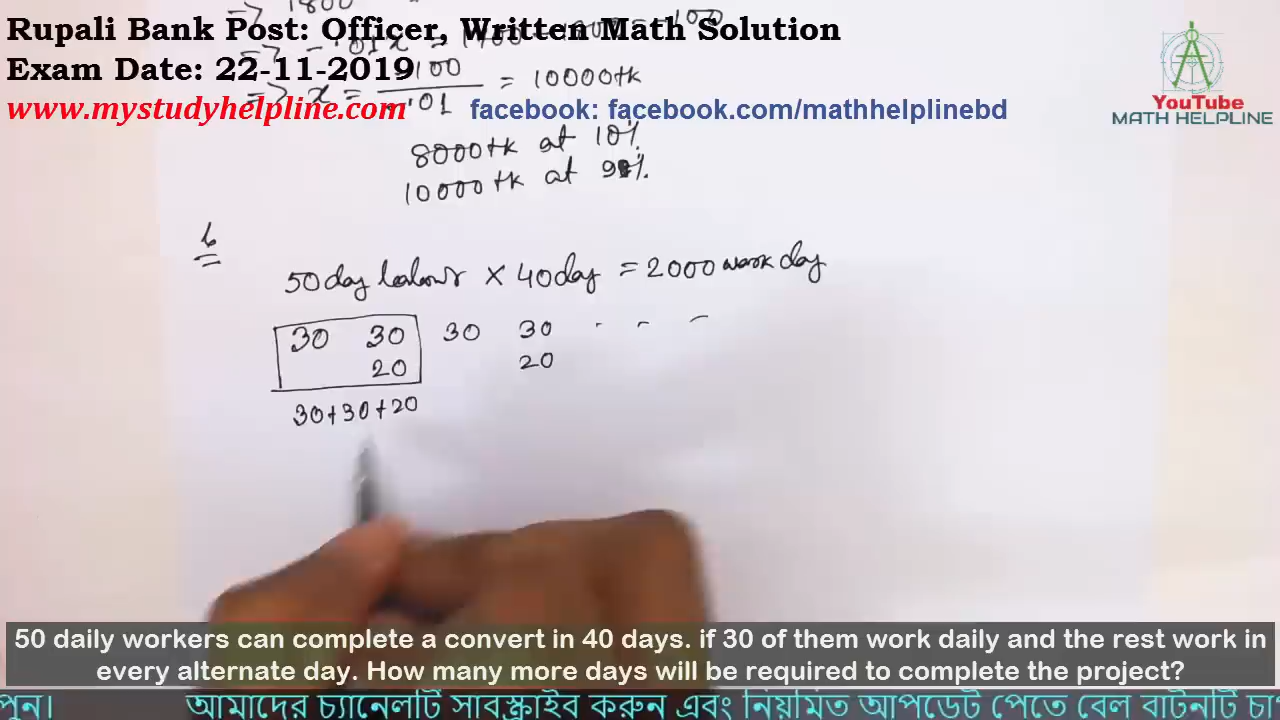 => 1800
Rupali Bank Post: Officer, Written Math Solution
Exam Date: 22-11-2019
=> x = -100 / -.01 = 10000tk
www.mystudyhelpline.com facebook: facebook.com/mathhelplinebd
YouTube
MATH HELPLINE
8000tk at 10%
10000tk at 9%
6
50 day labour × 40 day = 2000 work day
30 30 30 30
20 20
30+30+20
50 daily workers can complete a convert in 40 days. if 30 of them work daily and the rest work in
every alternate day. How many more days will be required to complete the project?
পুন। আমাদের চ্যানেলটি সাবস্ক্রাইব করুন এবং নিয়মিত আপডেট পেতে বেল বাটনটি চা